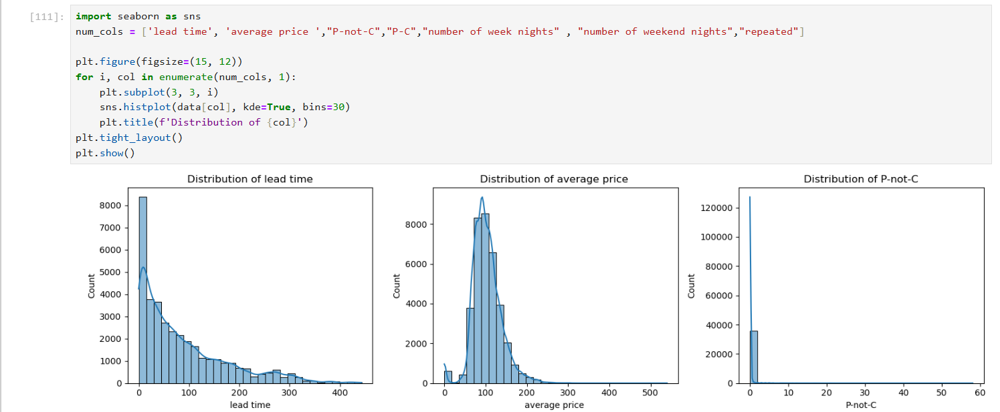 [111]:
import seaborn as sns
num_cols = ['lead time', 'average price ',"P-not-C","P-C","number of week nights" , "number of weekend nights","repeated"]
plt.figure(figsize=(15, 12))
for i, col in enumerate(num_cols, 1):
    plt.subplot(3, 3, i)
    sns.histplot(data[col], kde=True, bins=30)
    plt.title(f'Distribution of {col}')
plt.tight_layout()
plt.show()
Distribution of lead time
8000
7000
6000
5000
4000
3000
2000
1000
0
Count
0 100 200 300 400
lead time
Distribution of average price
8000
6000
4000
2000
0
Count
0 100 200 300 400 500
average price
Distribution of P-not-C
120000
100000
80000
60000
40000
20000
0
Count
0 10 20 30 40 50 60
P-not-C